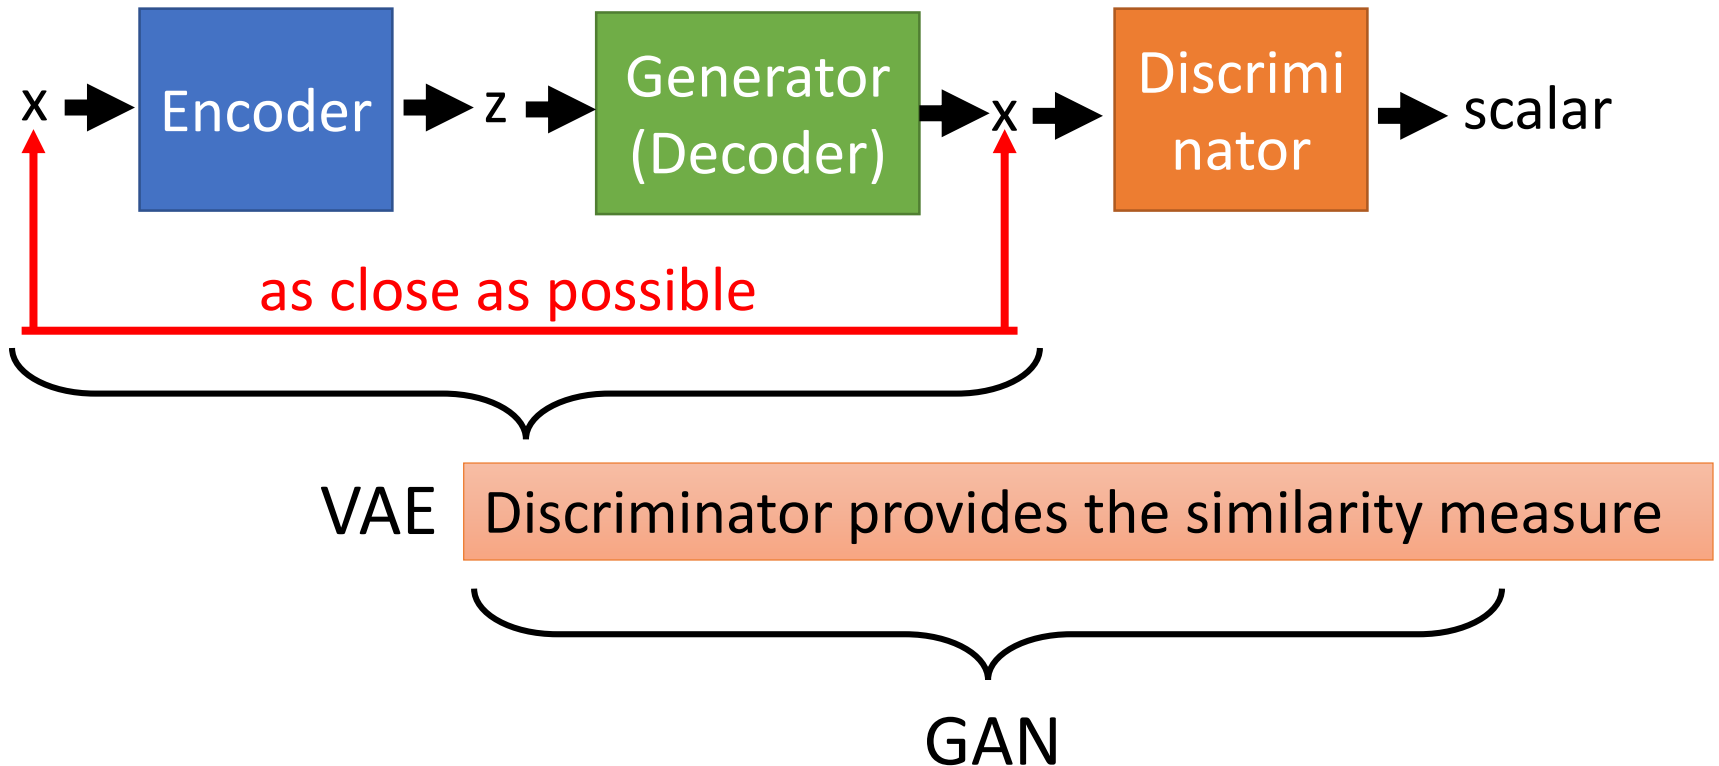 x
Encoder
z
Generator
(Decoder)
x
Discrimi
nator
scalar
as close as possible
VAE
Discriminator provides the similarity measure
GAN